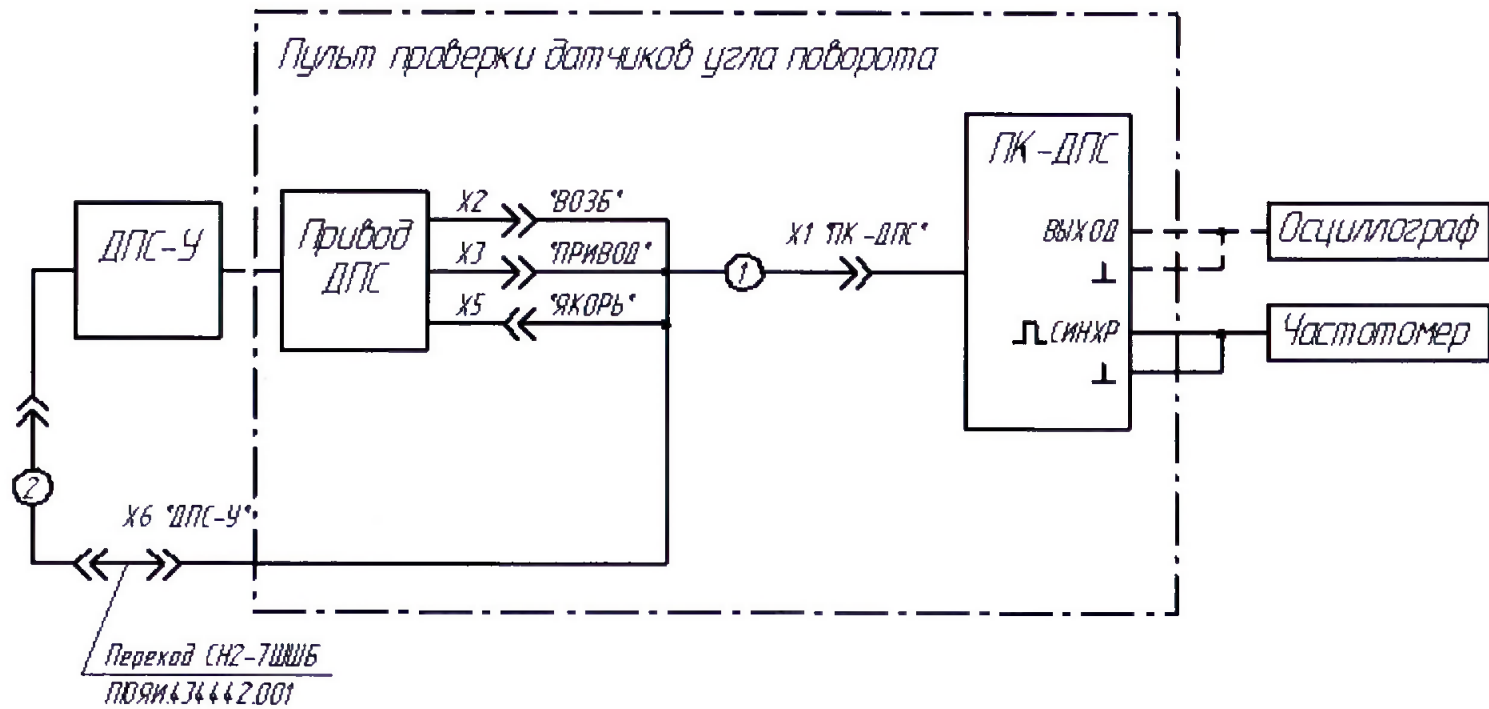 Пульт проверки датчиков угла поворота
ПК-ДПС
ДПС-У
Привод
ДПС
X2 "ВОЗБ"
X3 "ПРИВОД"
X5 "ЯКОРЬ"
1
X1 "ПК-ДПС"
ВЫХОД
⊥
СИНХР
⊥
Осциллограф
Частотомер
2
X6 "ДПС-У"
Переход СН2-7ШШБ
ПЮЯИ.434442.001